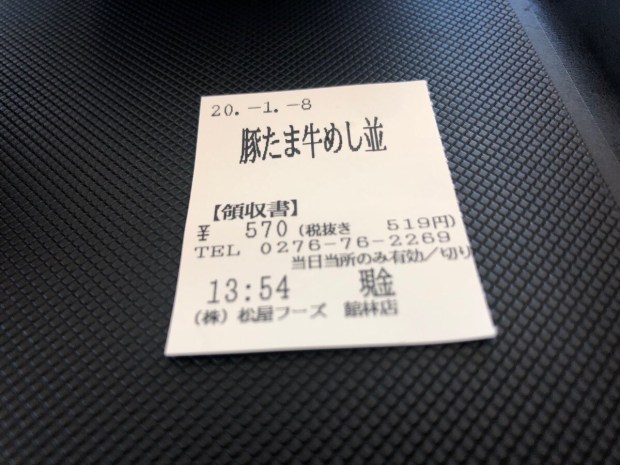 20.-1.-8
豚たま牛めし並
【領収書】
¥ 570 (税抜き 519円)
TEL 0276-76-2269
当日当所のみ有効／切り
13:54 現金
(株) 松屋フーズ 館林店